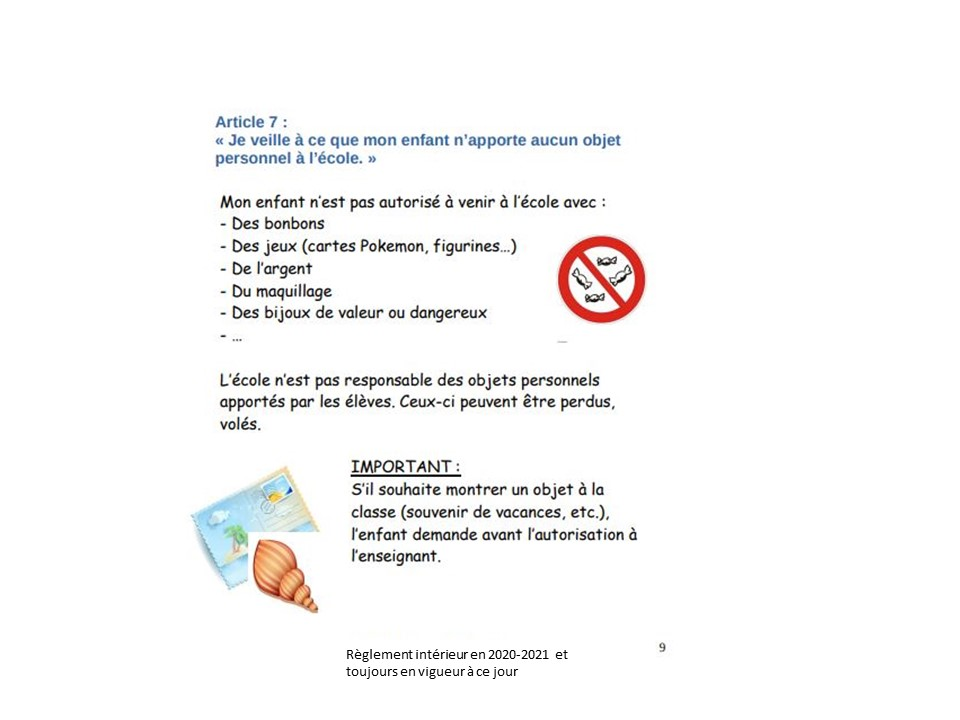 Article 7 :
« Je veille à ce que mon enfant n’apporte aucun objet
personnel à l’école. »
Mon enfant n’est pas autorisé à venir à l’école avec :
- Des bonbons
- Des jeux (cartes Pokemon, figurines…)
- De l’argent
- Du maquillage
- Des bijoux de valeur ou dangereux
- …
L’école n’est pas responsable des objets personnels
apportés par les élèves. Ceux-ci peuvent être perdus,
volés.
IMPORTANT :
S’il souhaite montrer un objet à la
classe (souvenir de vacances, etc.),
l’enfant demande avant l’autorisation à
l’enseignant.
9
Règlement intérieur en 2020-2021 et
toujours en vigueur à ce jour